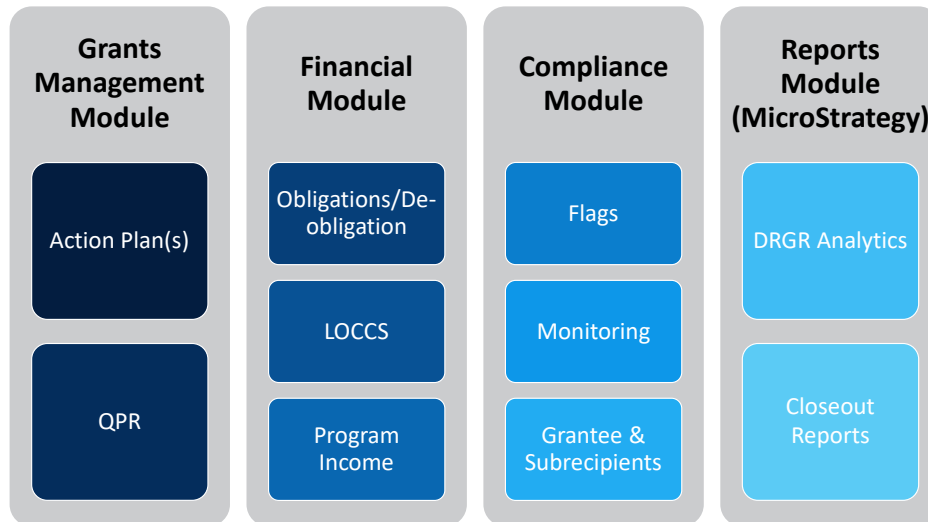 Grants
Management
Module
Action Plan(s)
QPR
Financial
Module
Obligations/De-
obligation
LOCCS
Program
Income
Compliance
Module
Flags
Monitoring
Grantee &
Subrecipients
Reports
Module
(MicroStrategy)
DRGR Analytics
Closeout
Reports